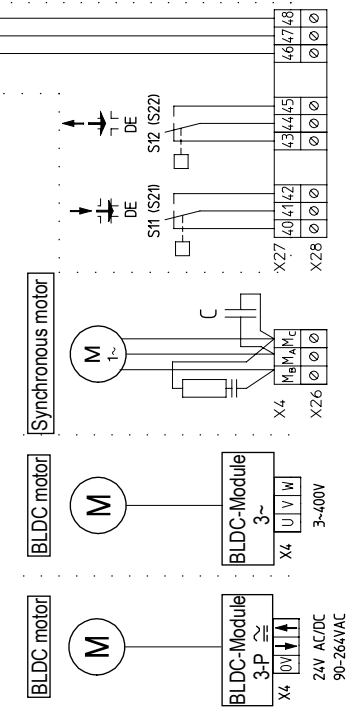 BLDC motor
M
BLDC-Module
3-P
X4
0V
24V AC/DC
90-264VAC
BLDC motor
M
BLDC-Module
3~
X4
U V W
3~400V
Synchronous motor
M
1~
C
X4
MB MA MC
X26
DE
S11 (S21)
DE
S12 (S22)
X27
40 41 42
43 44 45
46 47 48
X28